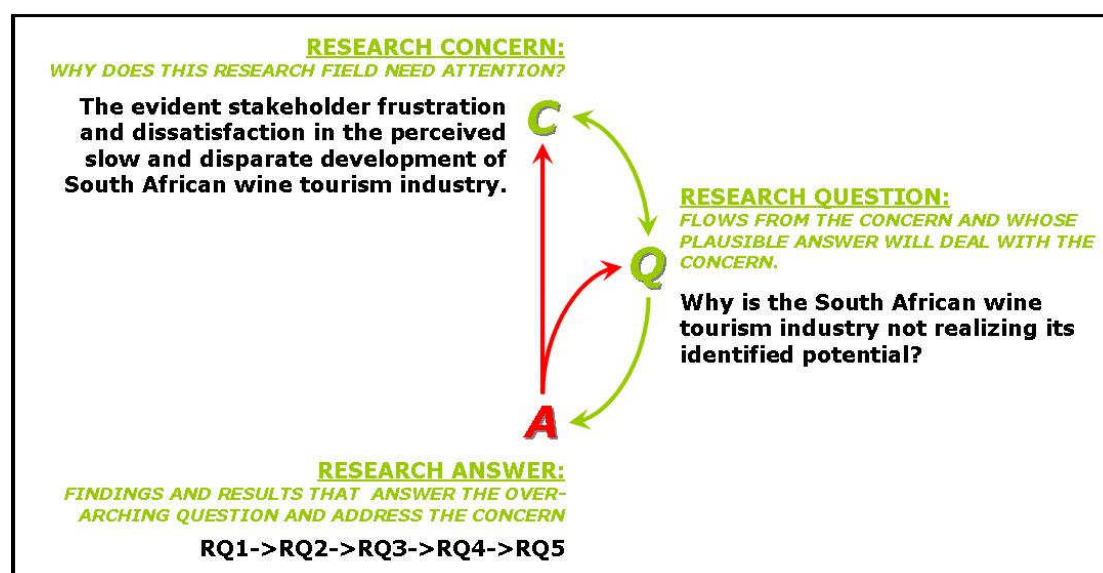 RESEARCH CONCERN:
WHY DOES THIS RESEARCH FIELD NEED ATTENTION?
The evident stakeholder frustration
and dissatisfaction in the perceived
slow and disparate development of
South African wine tourism industry.
C
RESEARCH QUESTION:
FLOWS FROM THE CONCERN AND WHOSE
PLAUSIBLE ANSWER WILL DEAL WITH THE
CONCERN.
Q
Why is the South African wine
tourism industry not realizing its
identified potential?
A
RESEARCH ANSWER:
FINDINGS AND RESULTS THAT ANSWER THE OVER-
ARCHING QUESTION AND ADDRESS THE CONCERN
RQ1->RQ2->RQ3->RQ4->RQ5